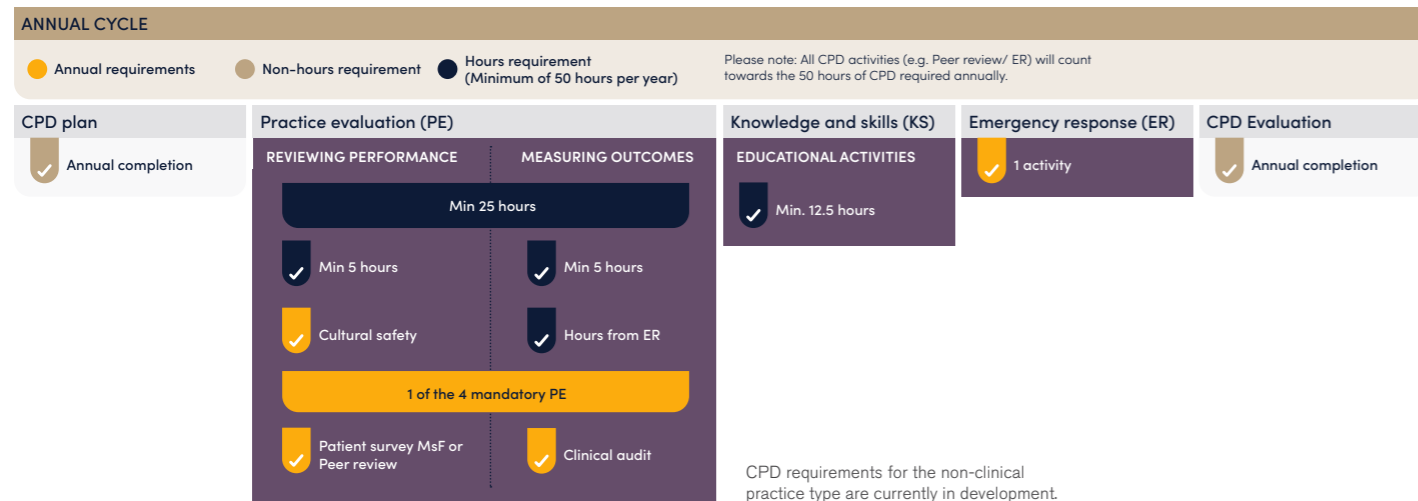 ANNUAL CYCLE
Annual requirements
Non-hours requirement
Hours requirement
(Minimum of 50 hours per year)
Please note: All CPD activities (e.g. Peer review/ ER) will count
towards the 50 hours of CPD required annually.
CPD plan
Annual completion
Practice evaluation (PE)
REVIEWING PERFORMANCE
MEASURING OUTCOMES
Min 25 hours
Min 5 hours
Min 5 hours
Cultural safety
Hours from ER
1 of the 4 mandatory PE
Patient survey MsF or
Peer review
Clinical audit
Knowledge and skills (KS)
EDUCATIONAL ACTIVITIES
Min. 12.5 hours
Emergency response (ER)
1 activity
CPD Evaluation
Annual completion
CPD requirements for the non-clinical
practice type are currently in development.